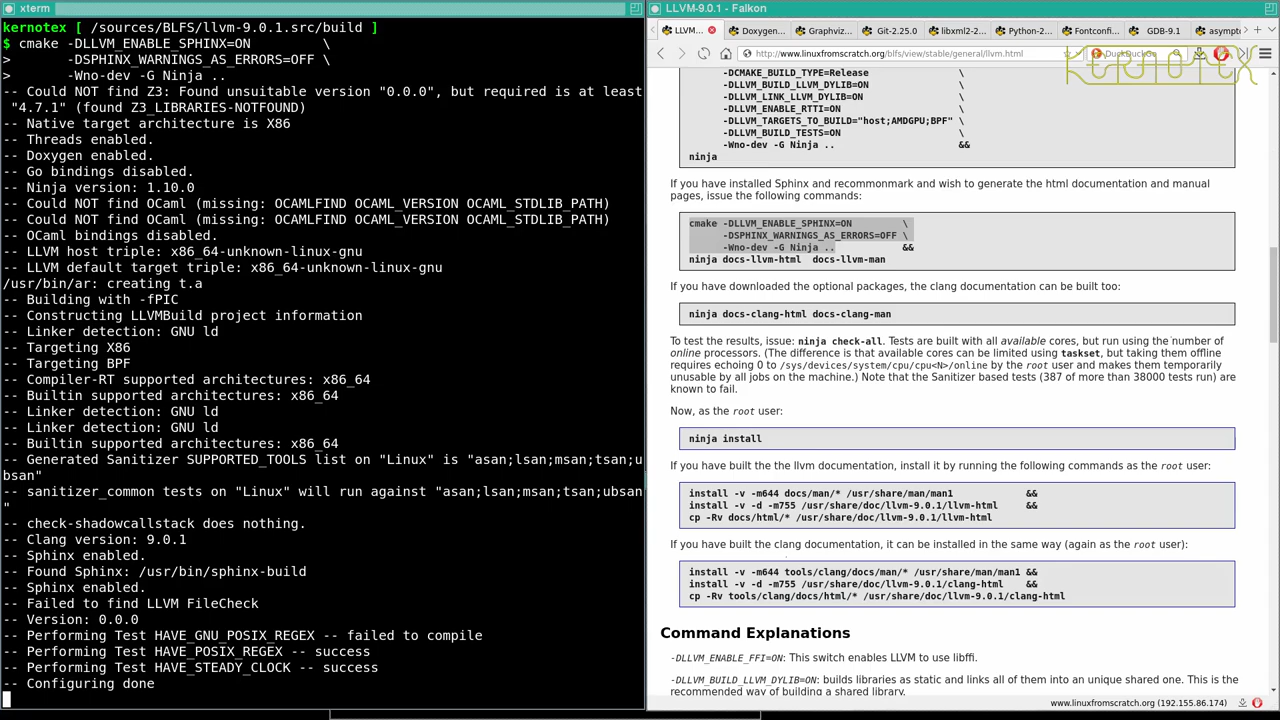 xterm
kernotex [ /sources/BLFS/llvm-9.0.1.src/build ]
$ cmake -DLLVM_ENABLE_SPHINX=ON         \
>       -DSPHINX_WARNINGS_AS_ERRORS=OFF \
>       -Wno-dev -G Ninja ..
-- Could NOT find Z3: Found unsuitable version "0.0.0", but required is at least
 "4.7.1" (found Z3_LIBRARIES-NOTFOUND)
-- Native target architecture is X86
-- Threads enabled.
-- Doxygen enabled.
-- Go bindings disabled.
-- Ninja version: 1.10.0
-- Could NOT find OCaml (missing: OCAMLFIND OCAML_VERSION OCAML_STDLIB_PATH)
-- Could NOT find OCaml (missing: OCAMLFIND OCAML_VERSION OCAML_STDLIB_PATH)
-- OCaml bindings disabled.
-- LLVM host triple: x86_64-unknown-linux-gnu
-- LLVM default target triple: x86_64-unknown-linux-gnu
/usr/bin/ar: creating t.a
-- Building with -fPIC
-- Constructing LLVMBuild project information
-- Linker detection: GNU ld
-- Targeting X86
-- Targeting BPF
-- Compiler-RT supported architectures: x86_64
-- Builtin supported architectures: x86_64
-- Linker detection: GNU ld
-- Linker detection: GNU ld
-- Builtin supported architectures: x86_64
-- Generated Sanitizer SUPPORTED_TOOLS list on "Linux" is "asan;lsan;msan;tsan;u
bsan"
-- sanitizer_common tests on "Linux" will run against "asan;lsan;msan;tsan;ubsan
"
-- check-shadowcallstack does nothing.
-- Clang version: 9.0.1
-- Sphinx enabled.
-- Found Sphinx: /usr/bin/sphinx-build
-- Sphinx enabled.
-- Failed to find LLVM FileCheck
-- Version: 0.0.0
-- Performing Test HAVE_GNU_POSIX_REGEX -- failed to compile
-- Performing Test HAVE_POSIX_REGEX -- success
-- Performing Test HAVE_STEADY_CLOCK -- success
-- Configuring done
LLVM-9.0.1 - Falkon
LLVM... Doxygen... Graphviz... Git-2.25.0 libxml2-... Python-2... Fontconfi... GDB-9.1 asympto
http://www.linuxfromscratch.org/blfs/view/stable/general/llvm.html DuckDuckGo
KERNOTEX
-DCMAKE_BUILD_TYPE=Release \
-DLLVM_BUILD_LLVM_DYLIB=ON \
-DLLVM_LINK_LLVM_DYLIB=ON \
-DLLVM_ENABLE_RTTI=ON \
-DLLVM_TARGETS_TO_BUILD="host;AMDGPU;BPF" \
-DLLVM_BUILD_TESTS=ON \
-Wno-dev -G Ninja .. &&
ninja
If you have installed Sphinx and recommonmark and wish to generate the html documentation and manual
pages, issue the following commands:
cmake -DLLVM_ENABLE_SPHINX=ON \
-DSPHINX_WARNINGS_AS_ERRORS=OFF \
-Wno-dev -G Ninja .. &&
ninja docs-llvm-html  docs-llvm-man
If you have downloaded the optional packages, the clang documentation can be built too:
ninja docs-clang-html docs-clang-man
To test the results, issue: ninja check-all. Tests are built with all available cores, but run using the number of
online processors. (The difference is that available cores can be limited using taskset, but taking them offline
requires echoing 0 to /sys/devices/system/cpu/cpu<N>/online by the root user and makes them temporarily
unusable by all jobs on the machine.) Note that the Sanitizer based tests (387 of more than 38000 tests run) are
known to fail.
Now, as the root user:
ninja install
If you have built the the llvm documentation, install it by running the following commands as the root user:
install -v -m644 docs/man/* /usr/share/man/man1 &&
install -v -d -m755 /usr/share/doc/llvm-9.0.1/llvm-html &&
cp -Rv docs/html/* /usr/share/doc/llvm-9.0.1/llvm-html
If you have built the clang documentation, it can be installed in the same way (again as the root user):
install -v -m644 tools/clang/docs/man/* /usr/share/man/man1 &&
install -v -d -m755 /usr/share/doc/llvm-9.0.1/clang-html &&
cp -Rv tools/clang/docs/html/* /usr/share/doc/llvm-9.0.1/clang-html
Command Explanations
-DLLVM_ENABLE_FFI=ON: This switch enables LLVM to use libffi.
-DLLVM_BUILD_LLVM_DYLIB=ON: builds libraries as static and links all of them into an unique shared one. This is the
recommended way of building a shared library.
www.linuxfromscratch.org (192.155.86.174)